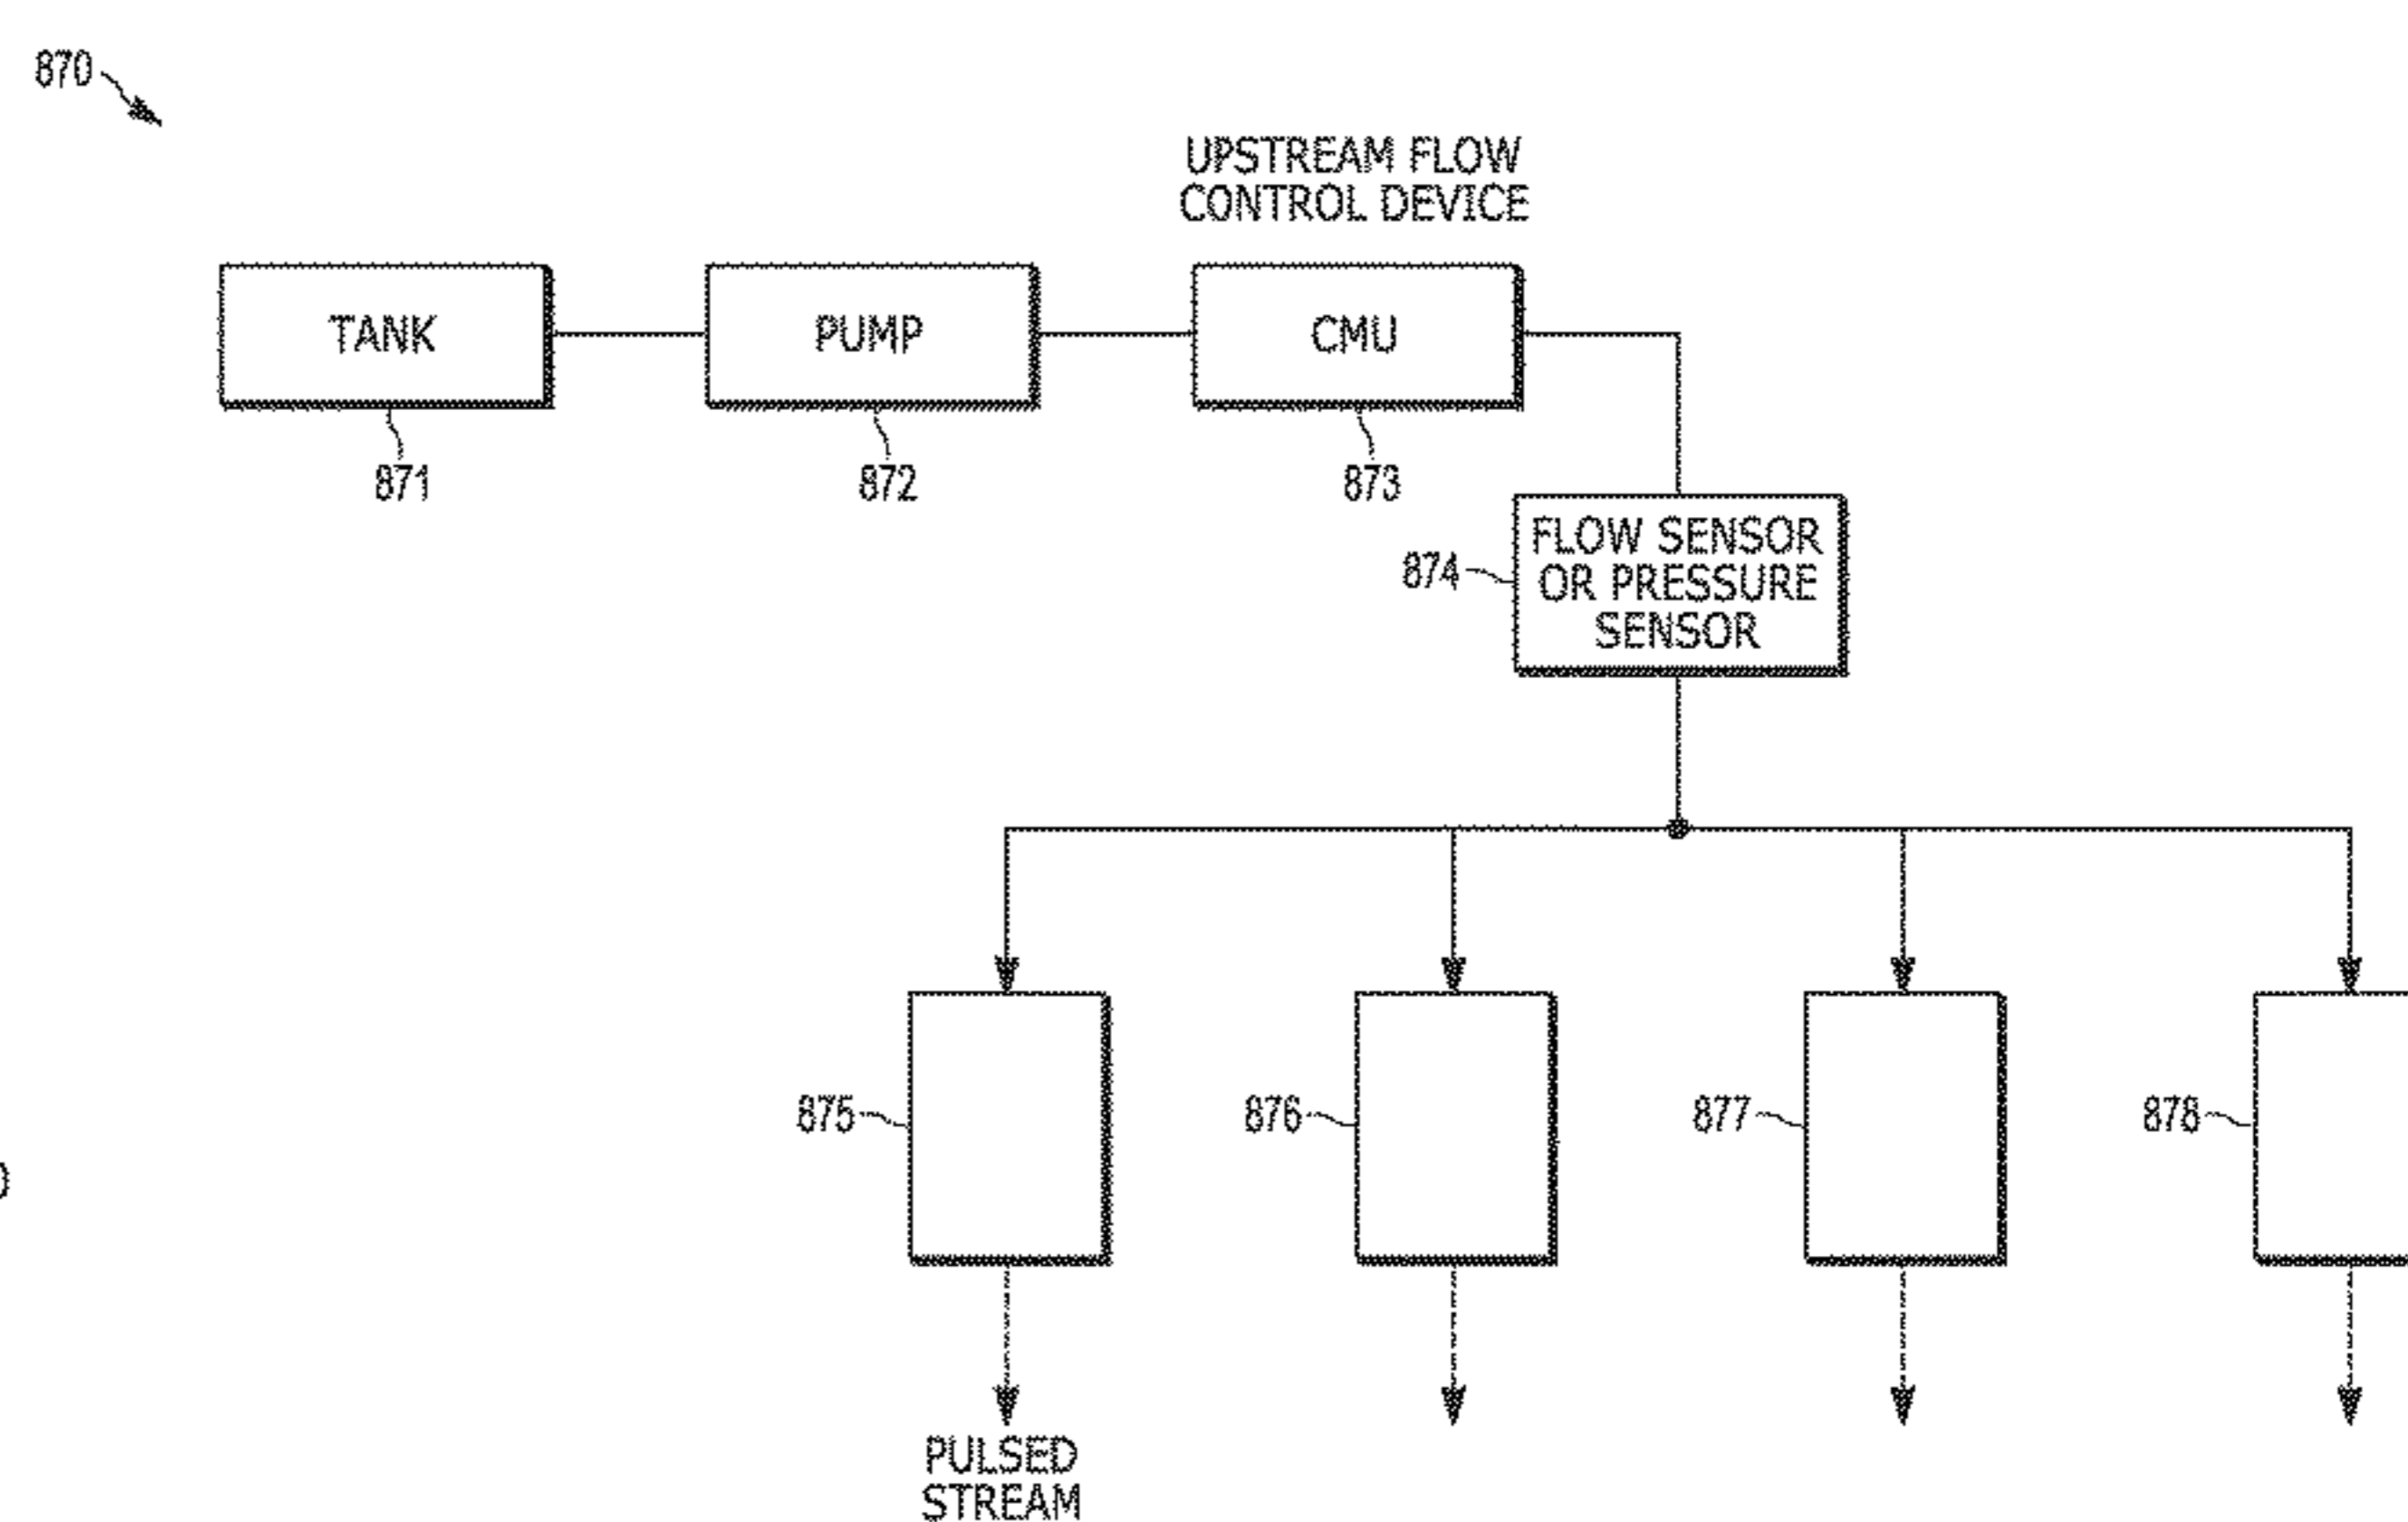 870
UPSTREAM FLOW
CONTROL DEVICE
TANK
PUMP
CMU
871
872
873
874
FLOW SENSOR
OR PRESSURE
SENSOR
875
876
877
878
PULSED
STREAM